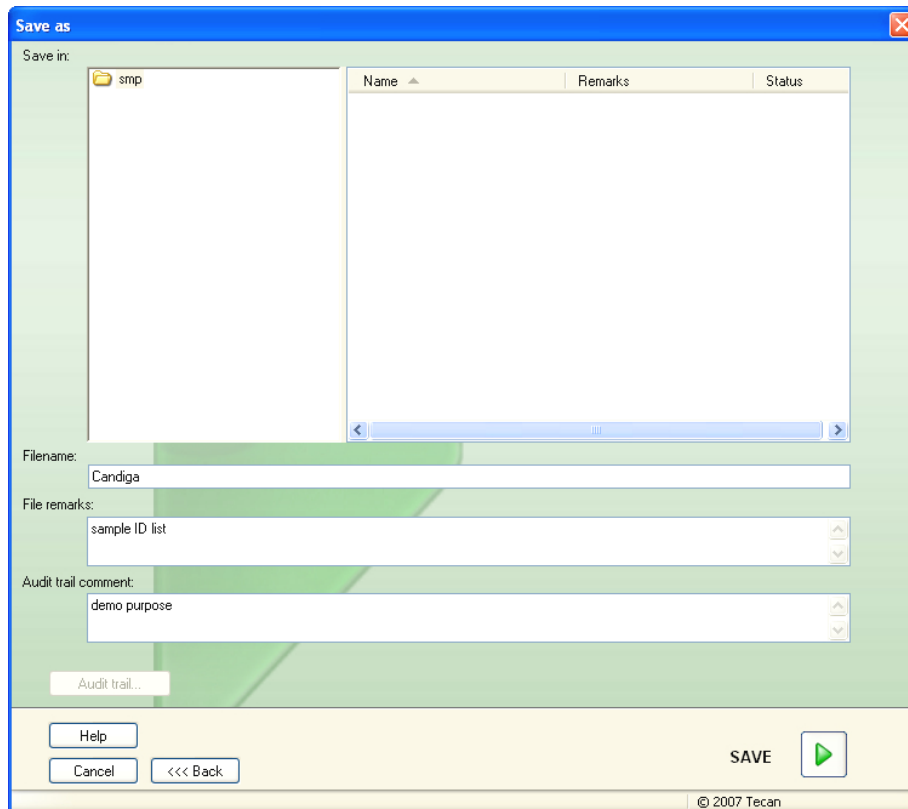 Save as
Save in:
smp
Name Remarks Status
Filename:
Candiga
File remarks:
sample ID list
Audit trail comment:
demo purpose
Audit trail...
Help
Cancel <<< Back
SAVE
© 2007 Tecan